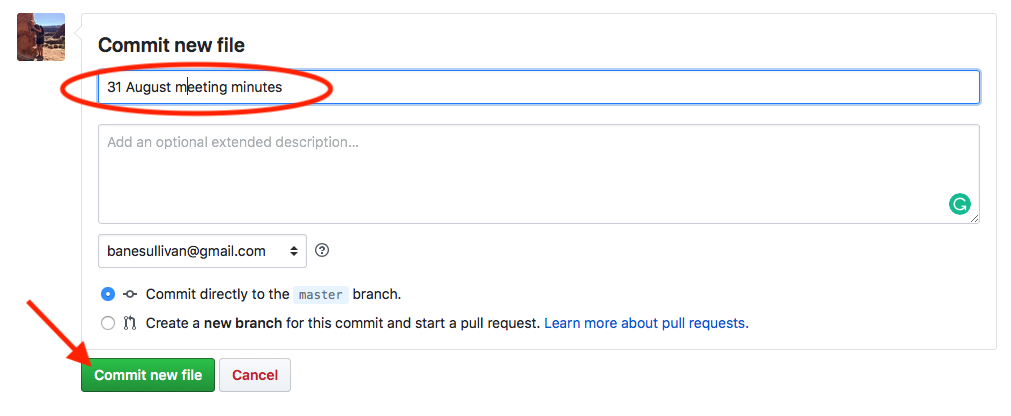 Commit new file
31 August meeting minutes
Add an optional extended description...
banesullivan@gmail.com
Commit directly to the master branch.
Create a new branch for this commit and start a pull request. Learn more about pull requests.
Commit new file Cancel